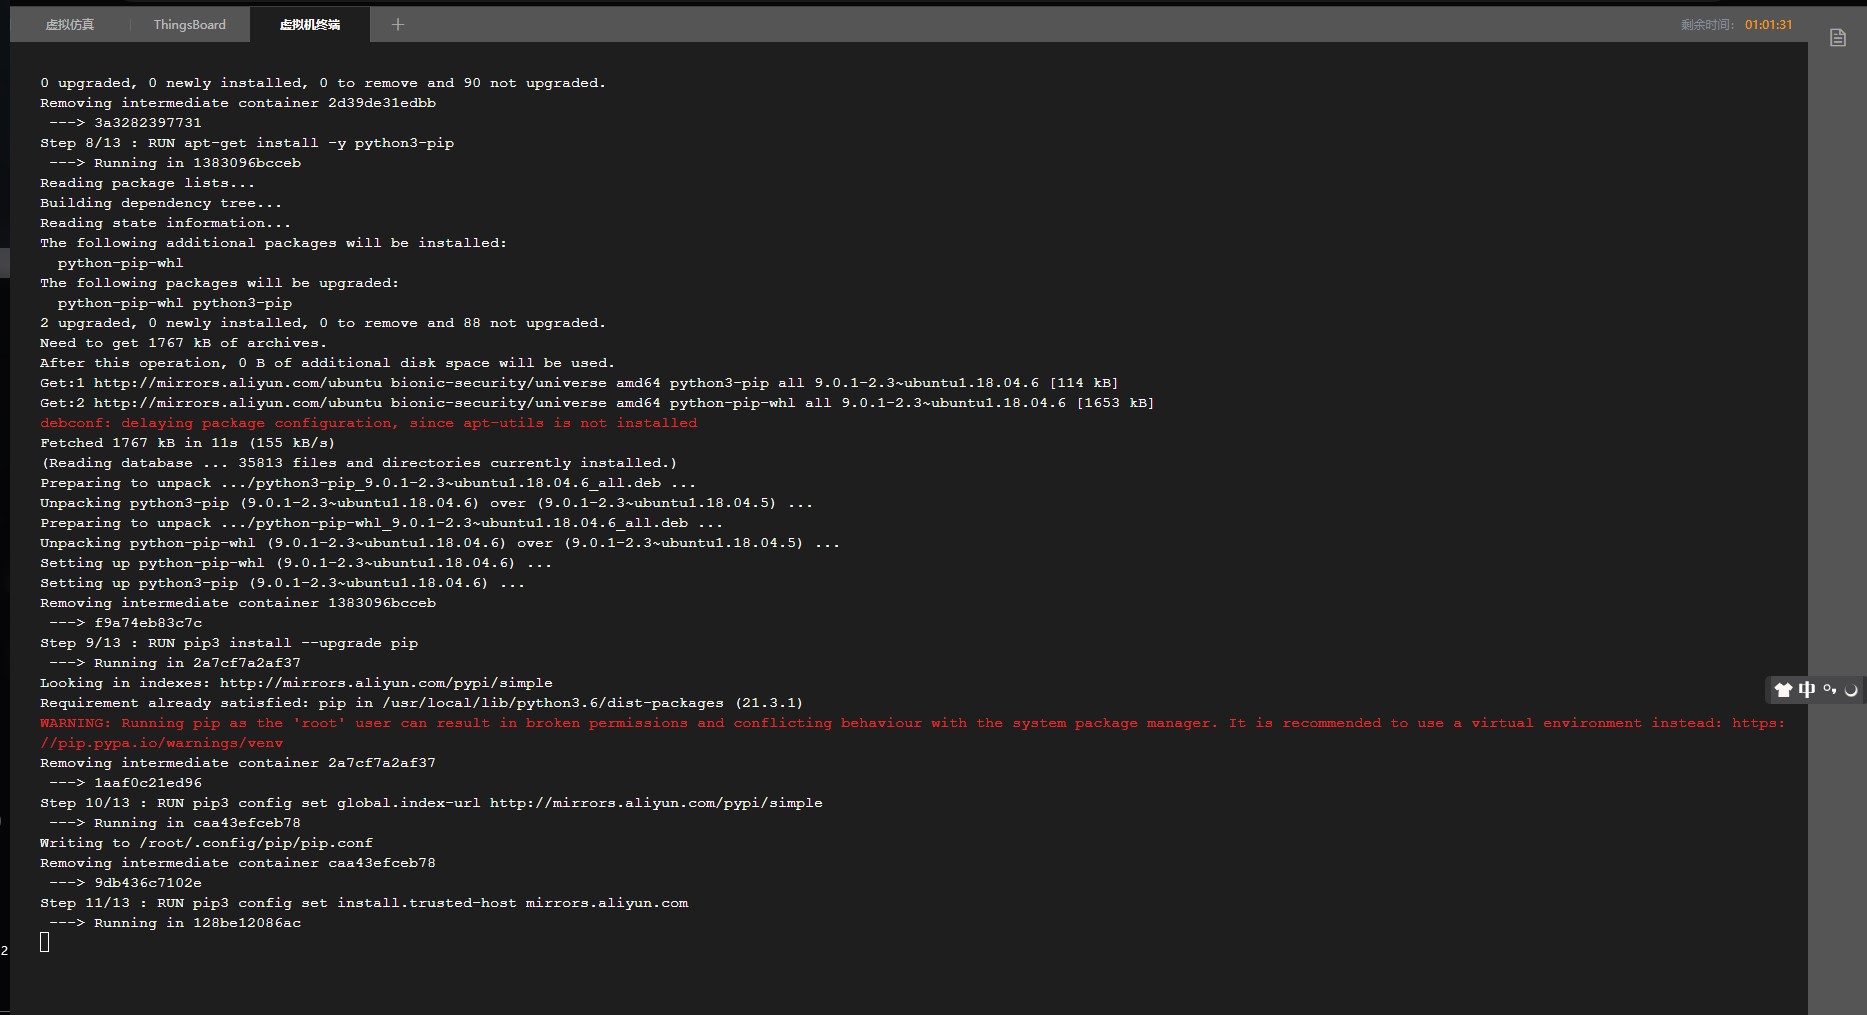 虚拟仿真 ThingsBoard 虚拟机终端 + 剩余时间: 01:01:31
0 upgraded, 0 newly installed, 0 to remove and 90 not upgraded.
Removing intermediate container 2d39de31edbb
---> 3a3282397731
Step 8/13 : RUN apt-get install -y python3-pip
---> Running in 1383096bcceb
Reading package lists...
Building dependency tree...
Reading state information...
The following additional packages will be installed:
python-pip-whl
The following packages will be upgraded:
python-pip-whl python3-pip
2 upgraded, 0 newly installed, 0 to remove and 88 not upgraded.
Need to get 1767 kB of archives.
After this operation, 0 B of additional disk space will be used.
Get:1 http://mirrors.aliyun.com/ubuntu bionic-security/universe amd64 python3-pip all 9.0.1-2.3~ubuntu1.18.04.6 [114 kB]
Get:2 http://mirrors.aliyun.com/ubuntu bionic-security/universe amd64 python-pip-whl all 9.0.1-2.3~ubuntu1.18.04.6 [1653 kB]
debconf: delaying package configuration, since apt-utils is not installed
Fetched 1767 kB in 11s (155 kB/s)
(Reading database ... 35813 files and directories currently installed.)
Preparing to unpack .../python3-pip_9.0.1-2.3~ubuntu1.18.04.6_all.deb ...
Unpacking python3-pip (9.0.1-2.3~ubuntu1.18.04.6) over (9.0.1-2.3~ubuntu1.18.04.5) ...
Preparing to unpack .../python-pip-whl_9.0.1-2.3~ubuntu1.18.04.6_all.deb ...
Unpacking python-pip-whl (9.0.1-2.3~ubuntu1.18.04.6) over (9.0.1-2.3~ubuntu1.18.04.5) ...
Setting up python-pip-whl (9.0.1-2.3~ubuntu1.18.04.6) ...
Setting up python3-pip (9.0.1-2.3~ubuntu1.18.04.6) ...
Removing intermediate container 1383096bcceb
---> f9a74eb83c7c
Step 9/13 : RUN pip3 install --upgrade pip
---> Running in 2a7cf7a2af37
Looking in indexes: http://mirrors.aliyun.com/pypi/simple
Requirement already satisfied: pip in /usr/local/lib/python3.6/dist-packages (21.3.1)
WARNING: Running pip as the 'root' user can result in broken permissions and conflicting behaviour with the system package manager. It is recommended to use a virtual environment instead: https:
//pip.pypa.io/warnings/venv
中
Removing intermediate container 2a7cf7a2af37
---> 1aaf0c21ed96
Step 10/13 : RUN pip3 config set global.index-url http://mirrors.aliyun.com/pypi/simple
---> Running in caa43efceb78
Writing to /root/.config/pip/pip.conf
Removing intermediate container caa43efceb78
---> 9db436c7102e
Step 11/13 : RUN pip3 config set install.trusted-host mirrors.aliyun.com
---> Running in 128be12086ac
2